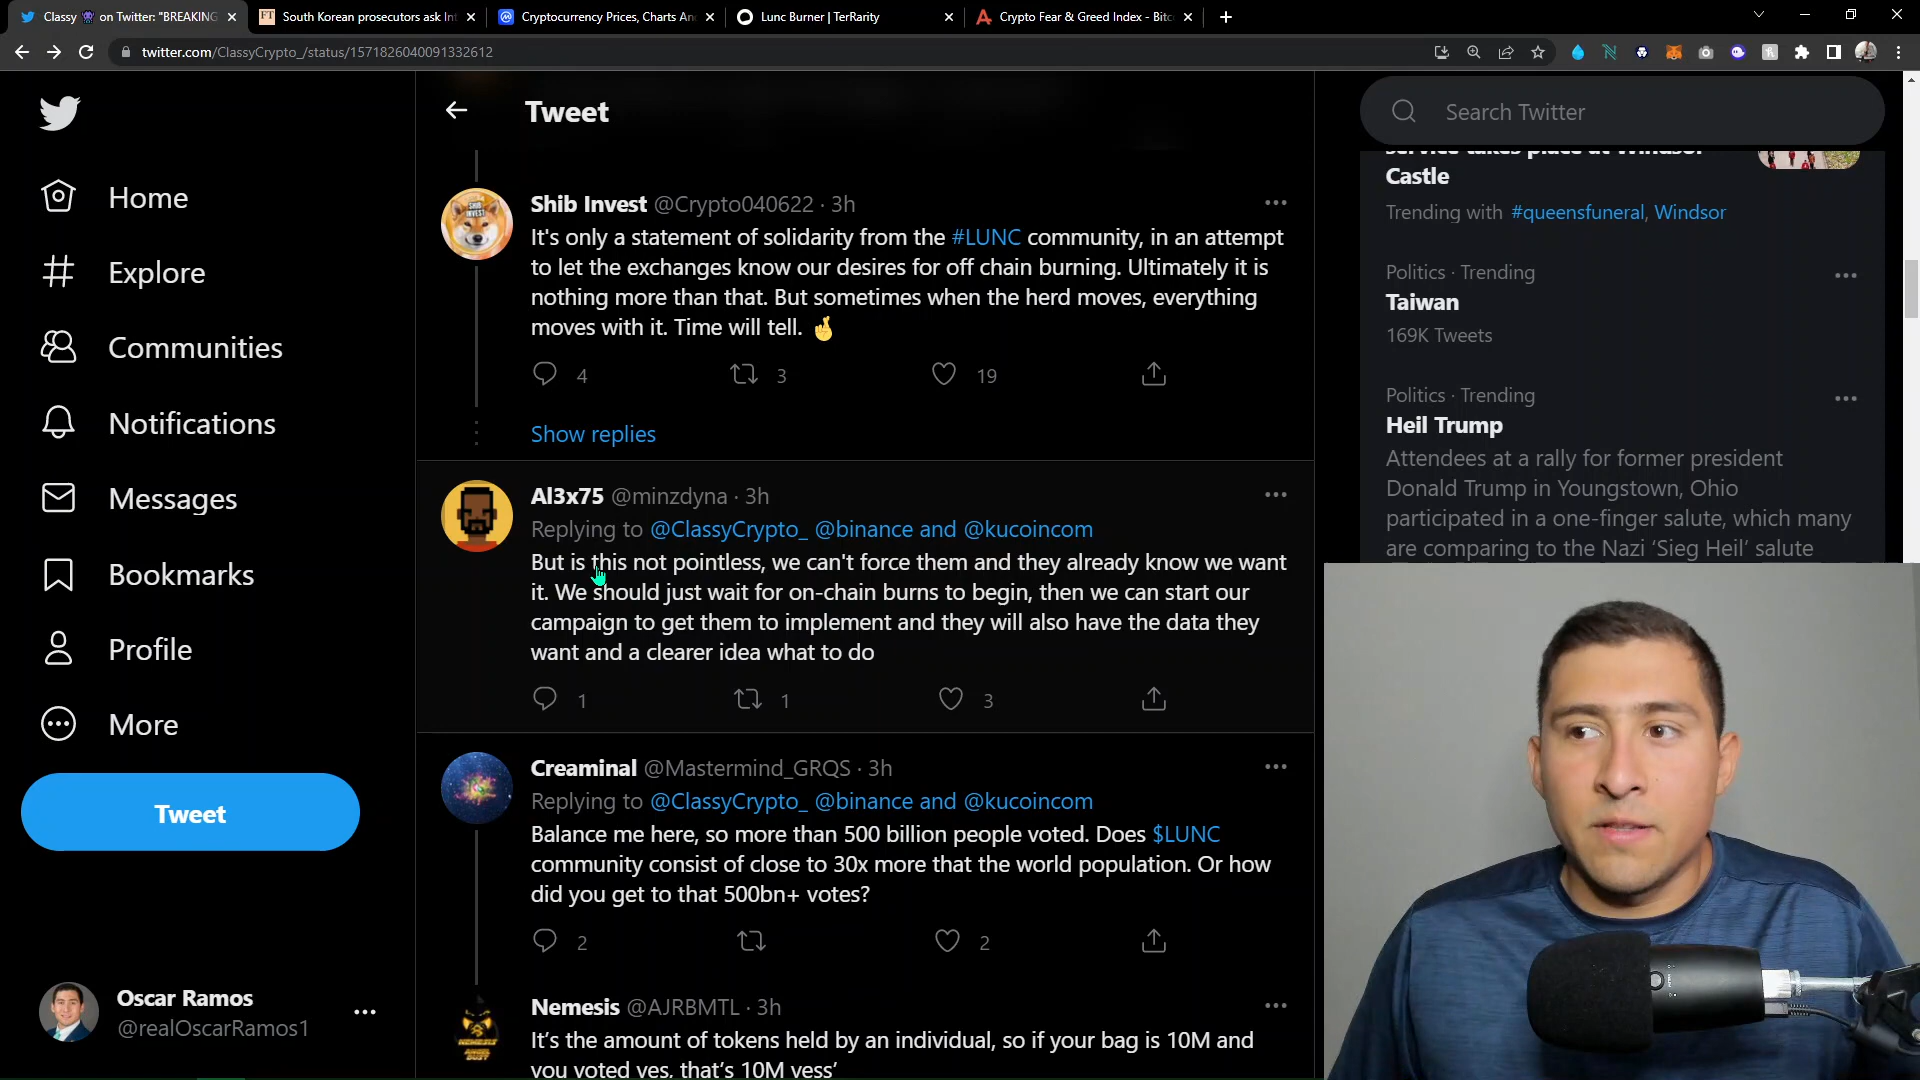 Classy on Twitter: "BREAKING
South Korean prosecutors ask Int
Cryptocurrency Prices, Charts An
Lunc Burner | TerRarity
Crypto Fear & Greed Index - Bitc
twitter.com/ClassyCrypto_/status/1571826040091332612
Tweet
Search Twitter
Home
Explore
Communities
Notifications
Messages
Bookmarks
Profile
More
Tweet
Oscar Ramos
@realOscarRamos1
Shib Invest @Crypto040622 · 3h
It's only a statement of solidarity from the #LUNC community, in an attempt
to let the exchanges know our desires for off chain burning. Ultimately it is
nothing more than that. But sometimes when the herd moves, everything
moves with it. Time will tell. 🤞
4 3 19
Show replies
Al3x75 @minzdyna · 3h
Replying to @ClassyCrypto_ @binance and @kucoincom
But is this not pointless, we can't force them and they already know we want
it. We should just wait for on-chain burns to begin, then we can start our
campaign to get them to implement and they will also have the data they
want and a clearer idea what to do
1 1 3
Creaminal @Mastermind_GRQS · 3h
Replying to @ClassyCrypto_ @binance and @kucoincom
Balance me here, so more than 500 billion people voted. Does $LUNC
community consist of close to 30x more that the world population. Or how
did you get to that 500bn+ votes?
2 2
Nemesis @AJRBMTL · 3h
It's the amount of tokens held by an individual, so if your bag is 10M and
you voted yes, that's 10M yess'
service takes place at Windsor
Castle
Trending with #queensfuneral, Windsor
Politics · Trending
Taiwan
169K Tweets
Politics · Trending
Heil Trump
Attendees at a rally for former president
Donald Trump in Youngstown, Ohio
participated in a one-finger salute, which many
are comparing to the Nazi ‘Sieg Heil’ salute